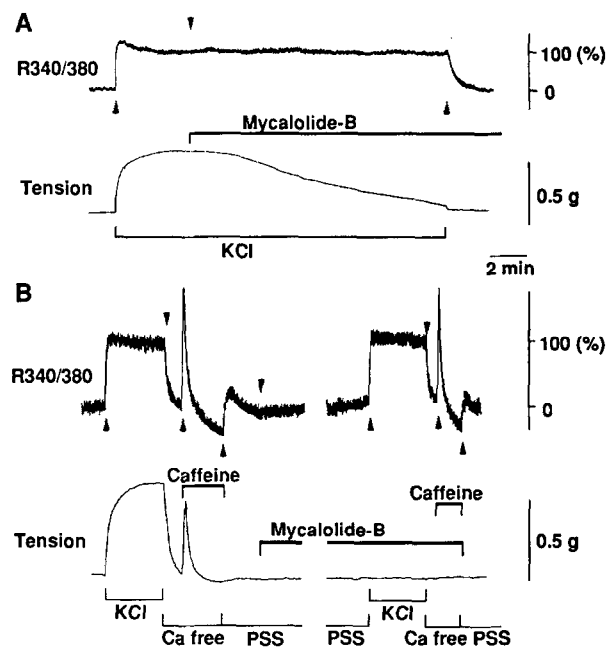 A
R340/380
100 (%)
0
Mycalolide-B
Tension
0.5 g
KCl
2 min
B
R340/380
100 (%)
0
Caffeine
Caffeine
Mycalolide-B
Tension
0.5 g
KCl
KCl
Ca free
PSS
PSS
Ca free
PSS